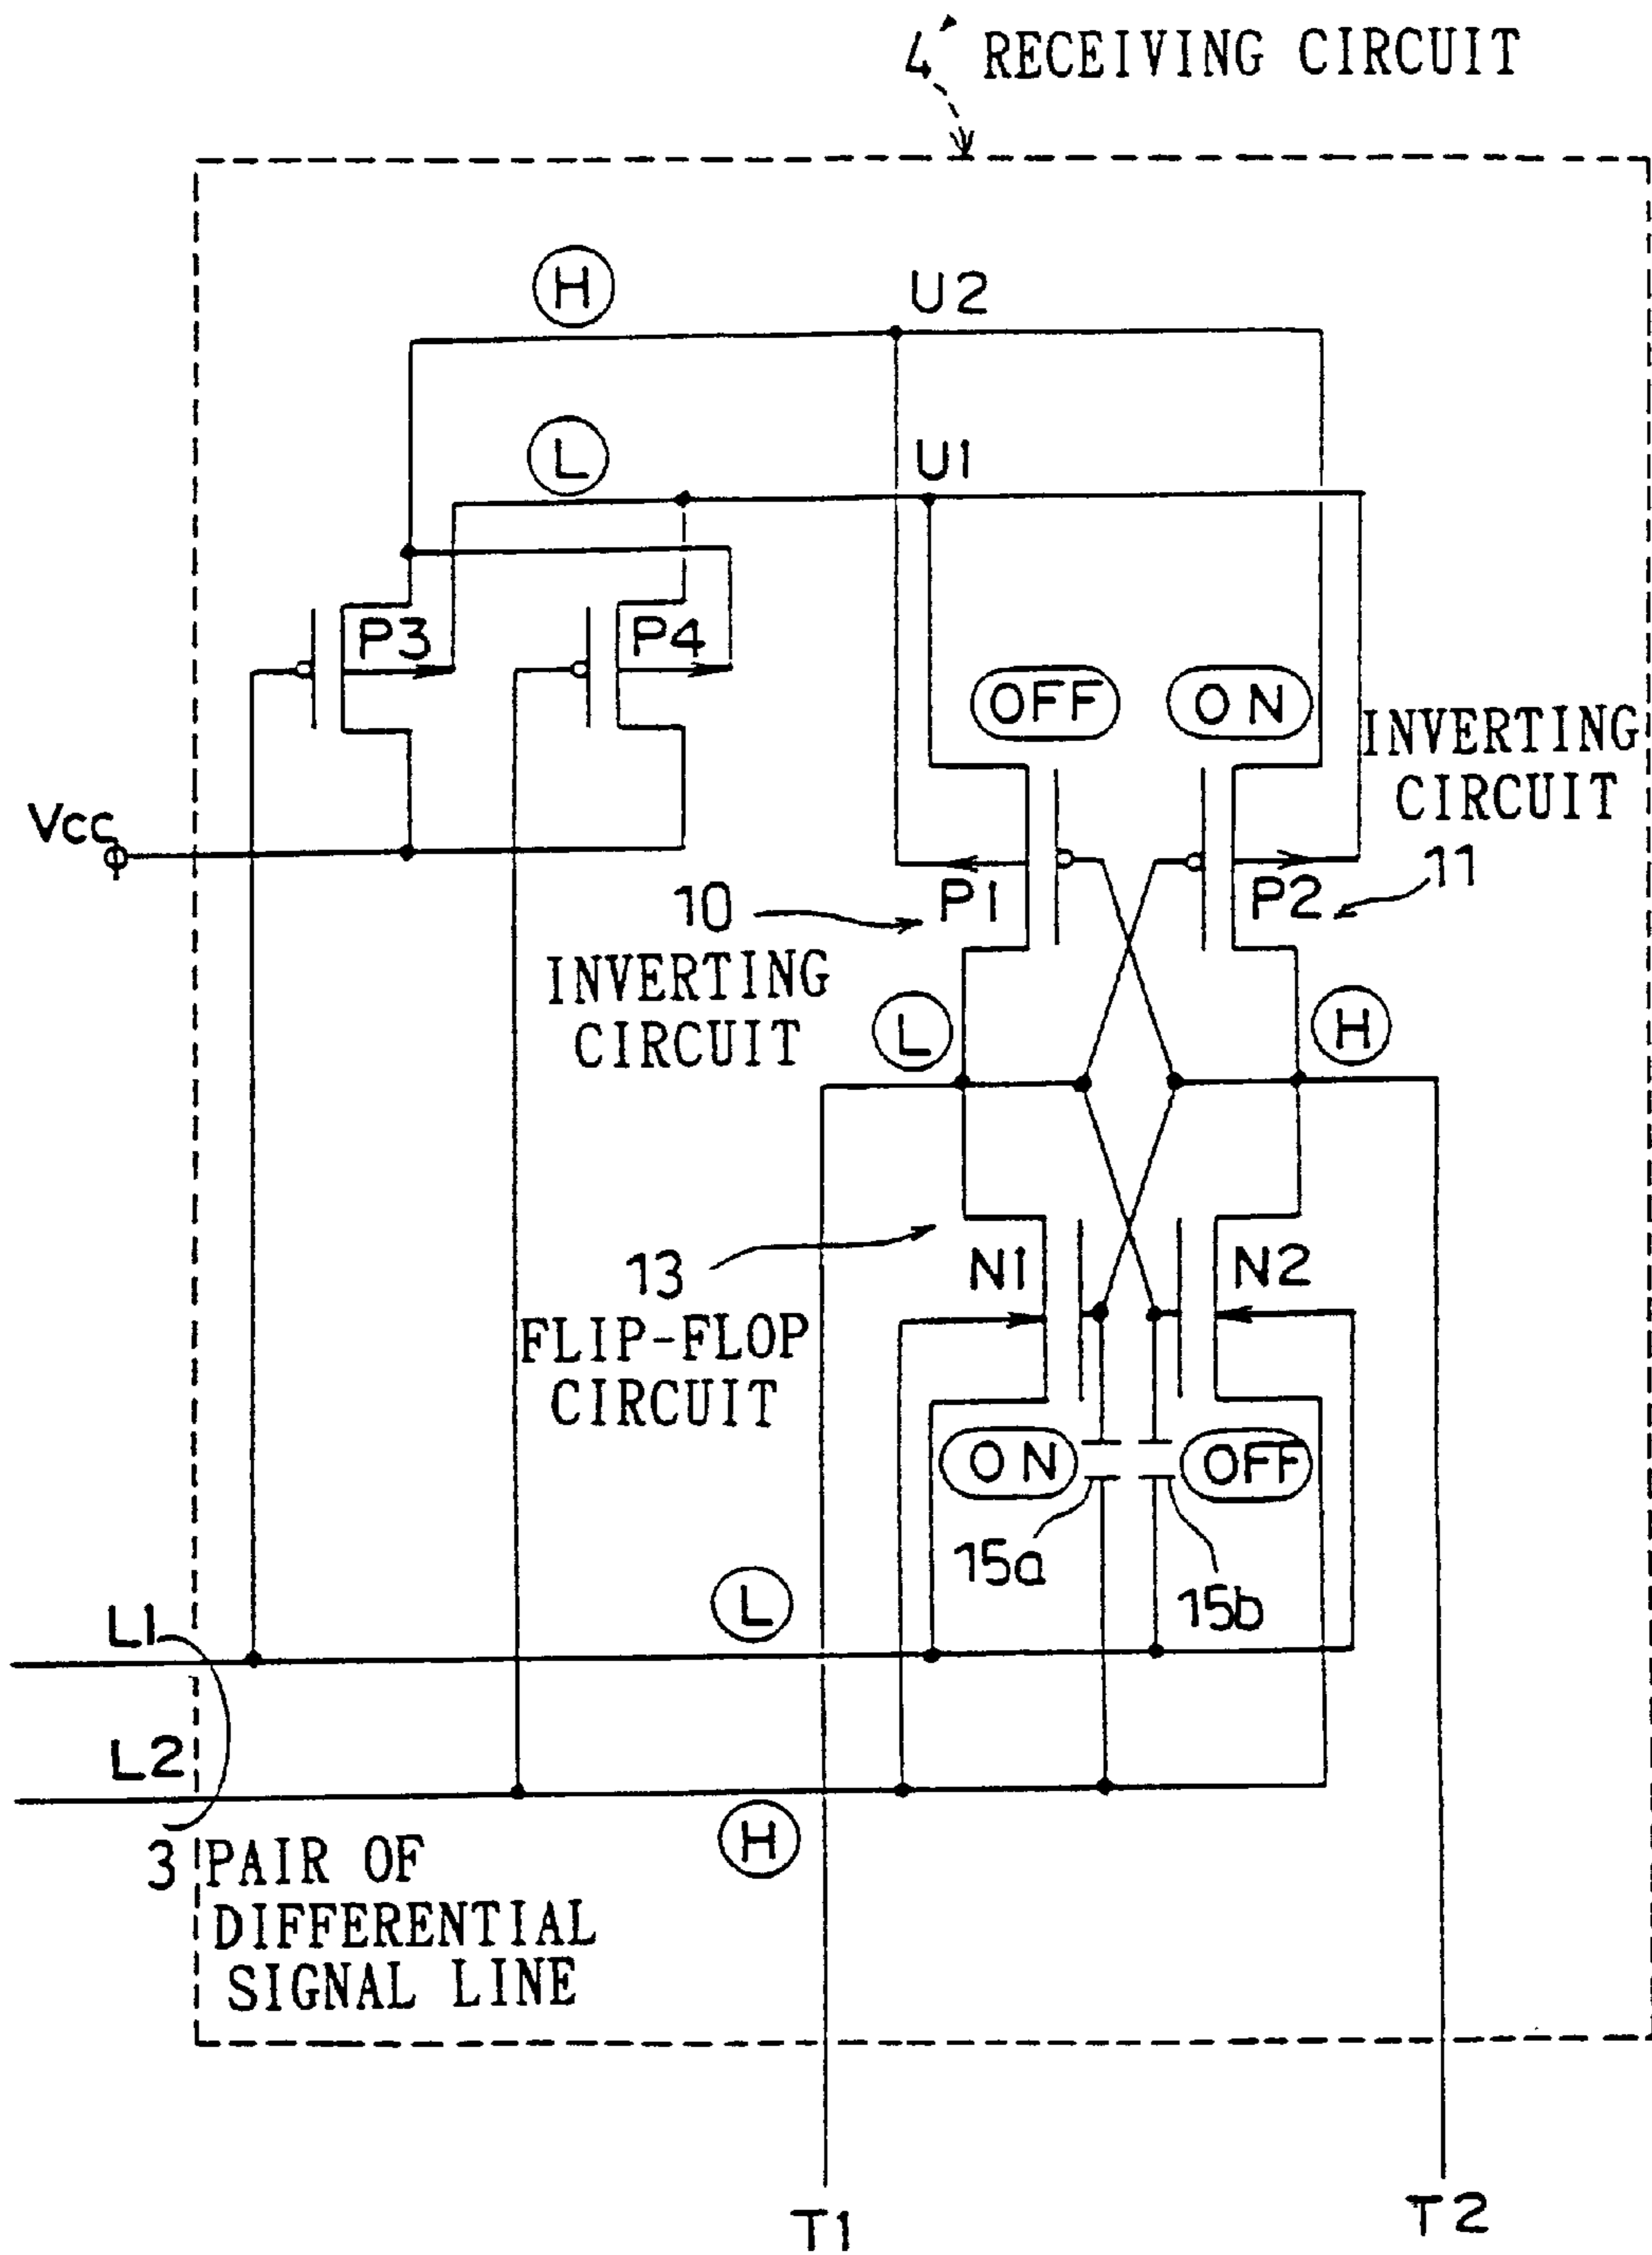 4' RECEIVING CIRCUIT
H
U2
L
U1
P3
P4
OFF
ON
INVERTING
CIRCUIT
11
Vcc
P1
P2
10
INVERTING
CIRCUIT
L
H
13
FLIP-FLOP
CIRCUIT
N1
N2
ON
OFF
15a
15b
L
L1
L2
H
3 PAIR OF
DIFFERENTIAL
SIGNAL LINE
T1
T2